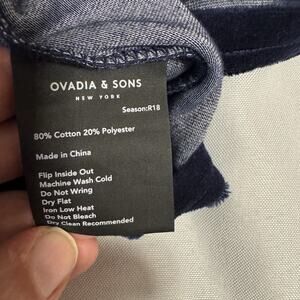 OVADIA & SONS
NEW YORK
Season:R18
80% Cotton 20% Polyester
Made in China
Flip Inside Out
Machine Wash Cold
Do Not Wring
Dry Flat
Iron Low Heat
Do Not Bleach
Dry Clean Recommended